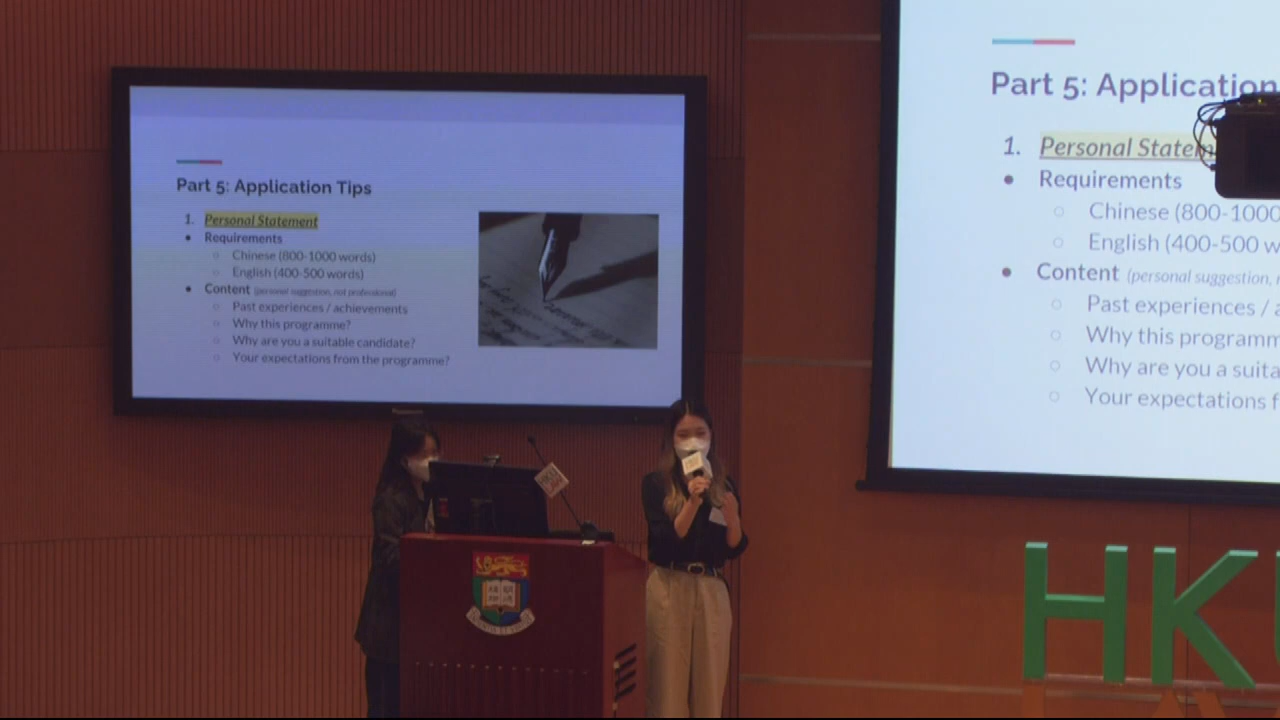 Part 5: Application Tips
1. Personal Statement
● Requirements
○ Chinese (800-1000 words)
○ English (400-500 words)
● Content (personal suggestion, not professional)
○ Past experiences / achievements
○ Why this programme?
○ Why are you a suitable candidate?
○ Your expectations from the programme?
Part 5: Application
1. Personal Statem
● Requirements
○ Chinese (800-1000
○ English (400-500 w
● Content (personal suggestion,
○ Past experiences /
○ Why this programm
○ Why are you a suita
○ Your expectations f
HK